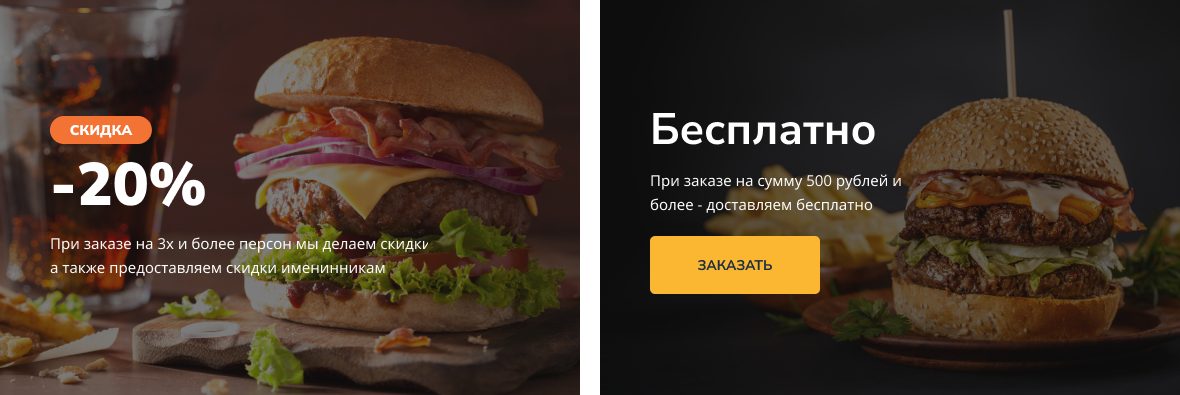 СКИДКА
-20%
При заказе на 3х и более персон мы делаем скидки
а также предоставляем скидки именинникам
Бесплатно
При заказе на сумму 500 рублей и
более - доставляем бесплатно
ЗАКАЗАТЬ